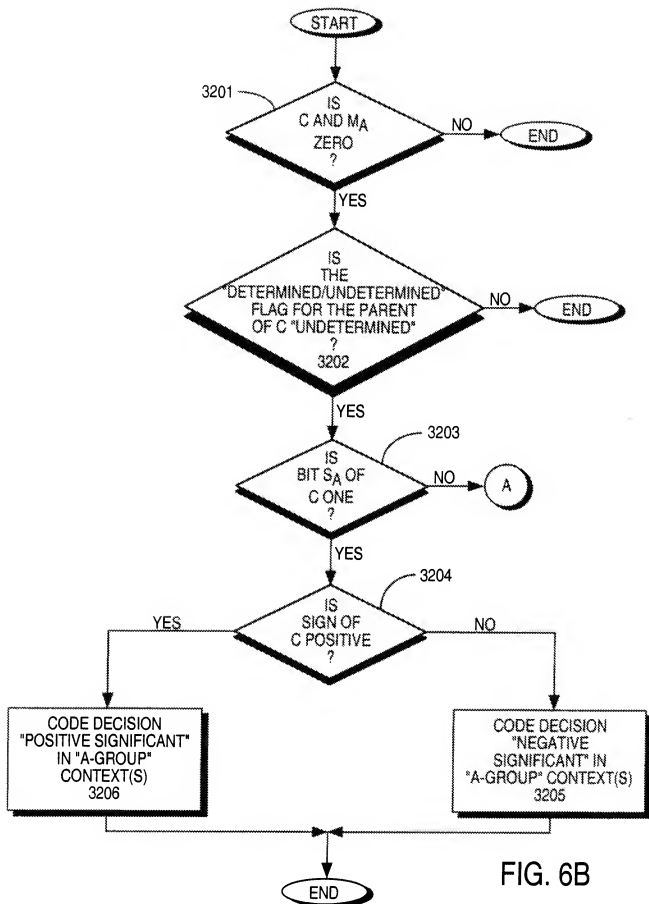 START
3201
IS
C AND MA
ZERO
?
NO
END
YES
IS
THE
"DETERMINED/UNDETERMINED"
FLAG FOR THE PARENT
OF C "UNDETERMINED"
?
3202
NO
END
YES
3203
IS
BIT SA OF
C ONE
?
NO
A
YES
3204
IS
SIGN OF
C POSITIVE
?
YES
NO
CODE DECISION
"POSITIVE SIGNIFICANT"
IN "A-GROUP"
CONTEXT(S)
3206
CODE DECISION
"NEGATIVE
SIGNIFICANT" IN
"A-GROUP" CONTEXT(S)
3205
END
FIG. 6B